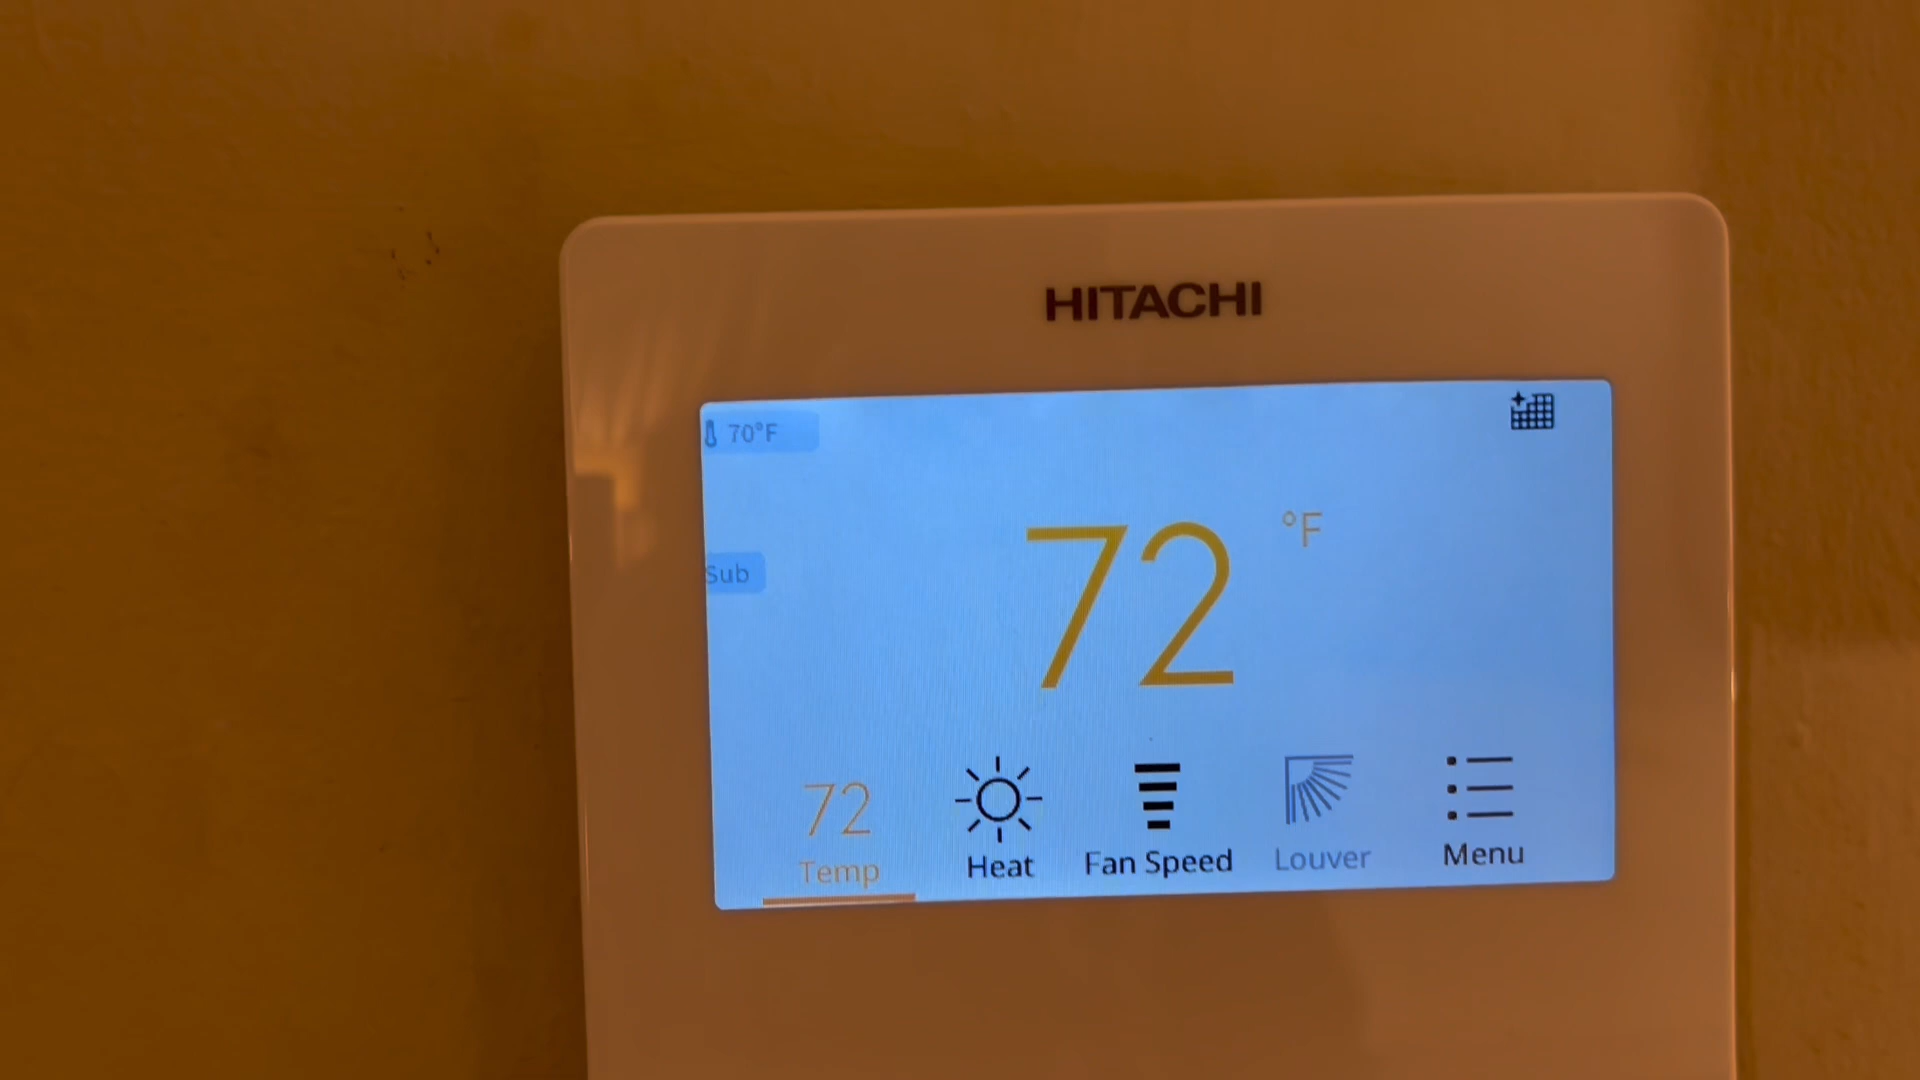 HITACHI
70°F
72 °F
Sub
72
Temp
Heat
Fan Speed
Louver
Menu